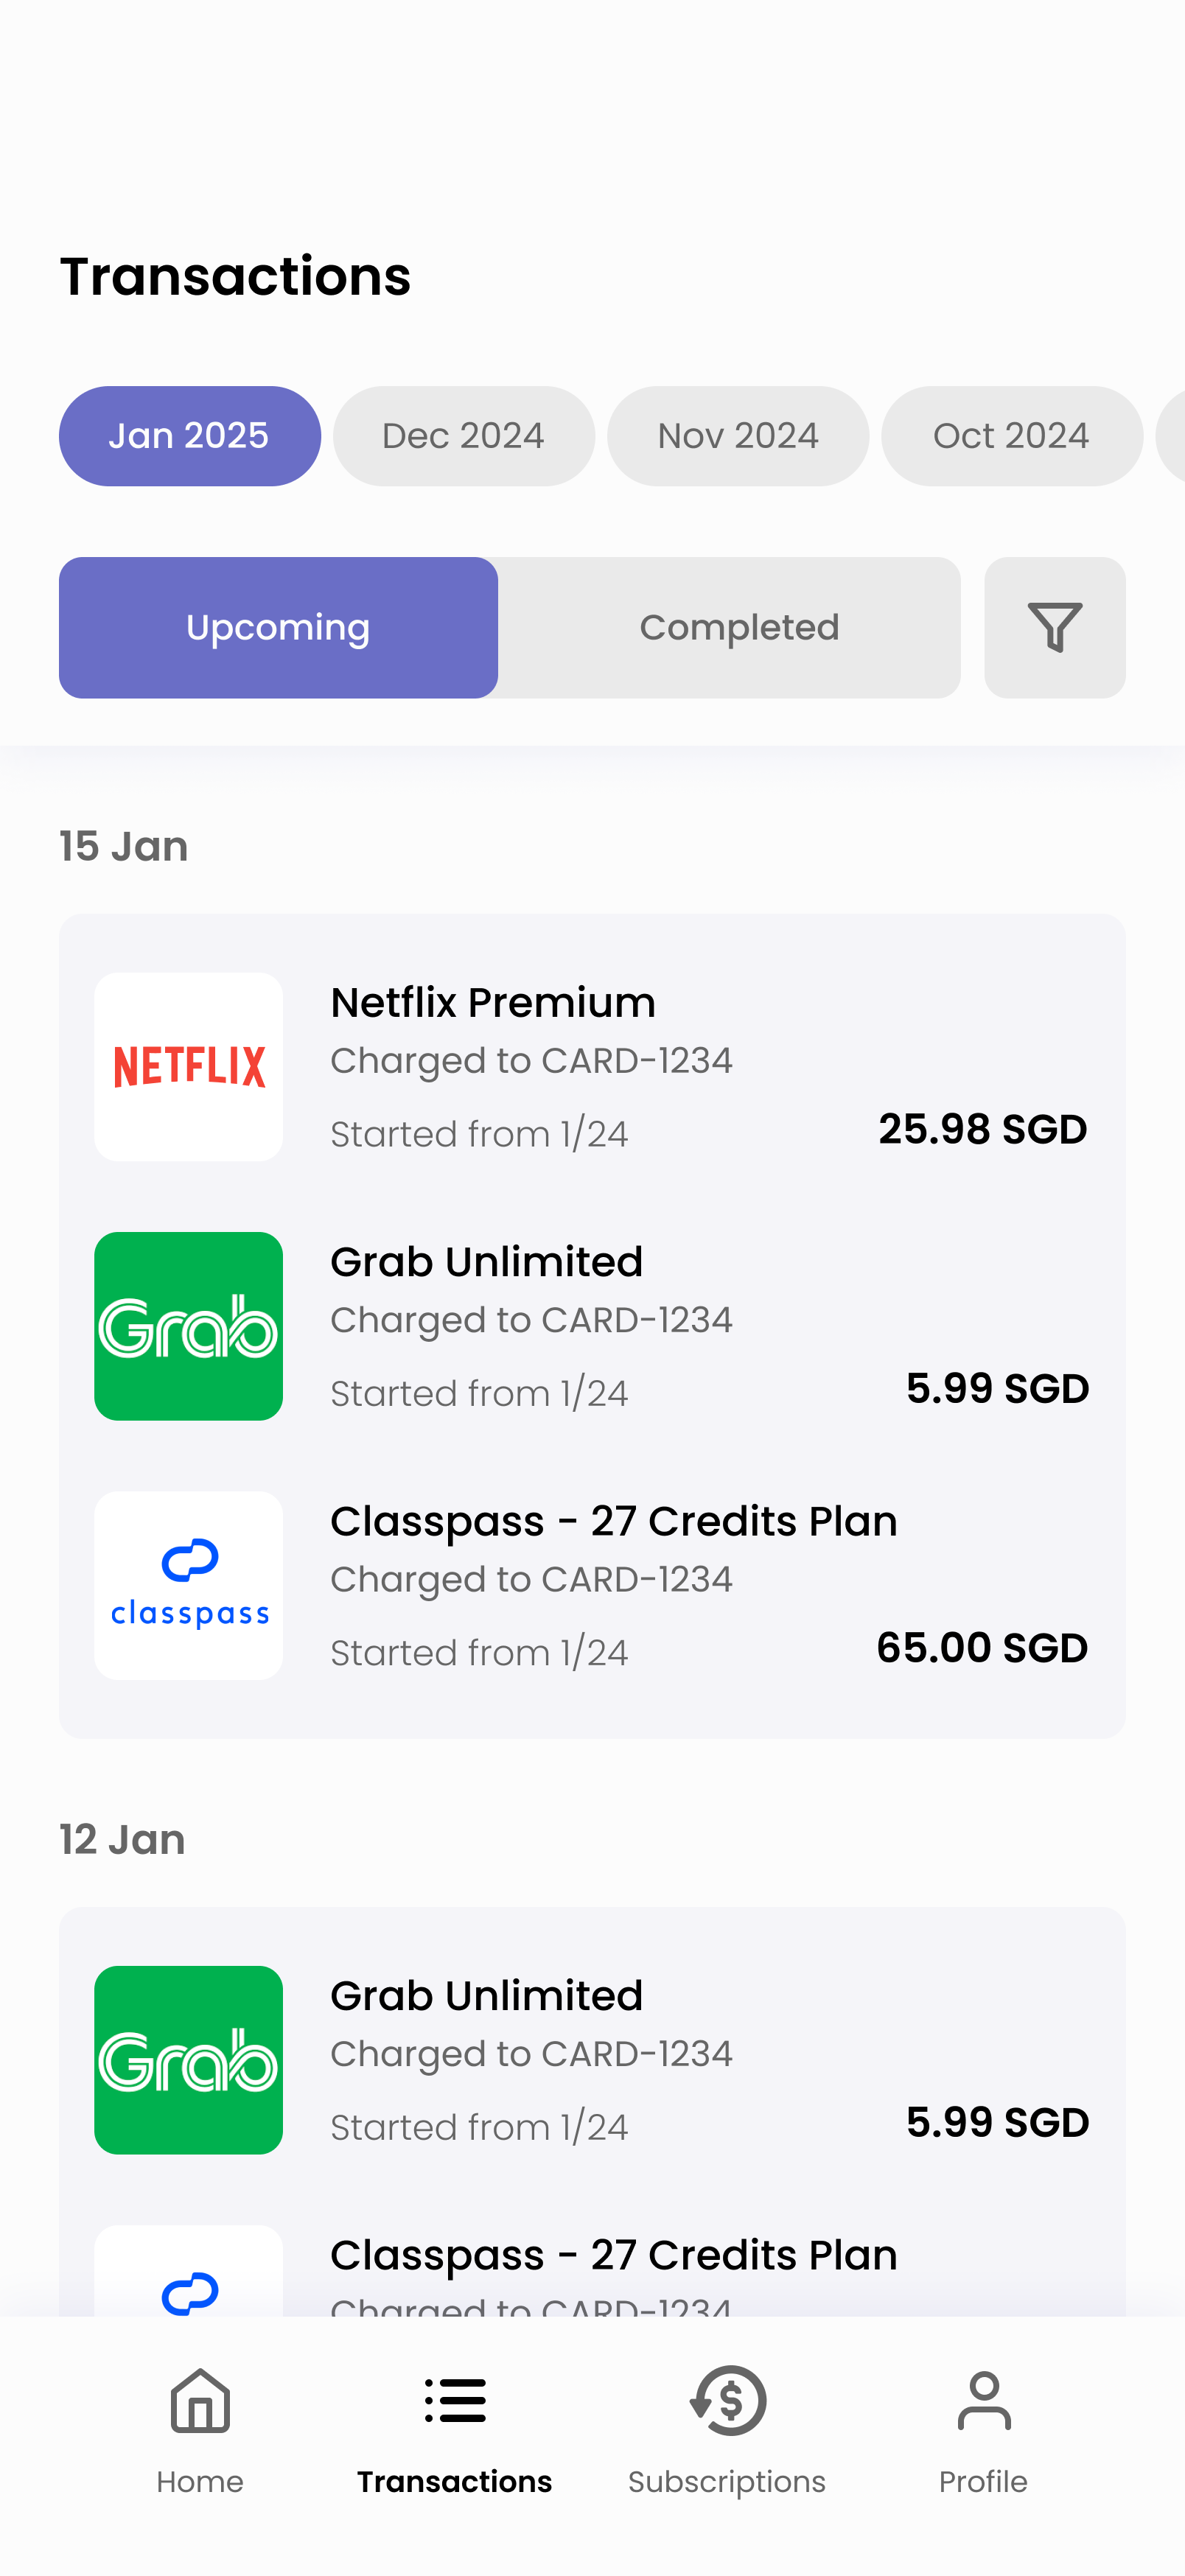 Transactions
Jan 2025 Dec 2024 Nov 2024 Oct 2024
Upcoming Completed
15 Jan
NETFLIX
Netflix Premium
Charged to CARD-1234
Started from 1/24 25.98 SGD
Grab
Grab Unlimited
Charged to CARD-1234
Started from 1/24 5.99 SGD
classpass
Classpass - 27 Credits Plan
Charged to CARD-1234
Started from 1/24 65.00 SGD
12 Jan
Grab
Grab Unlimited
Charged to CARD-1234
Started from 1/24 5.99 SGD
Classpass - 27 Credits Plan
Charged to CARD-1234
Home Transactions Subscriptions Profile